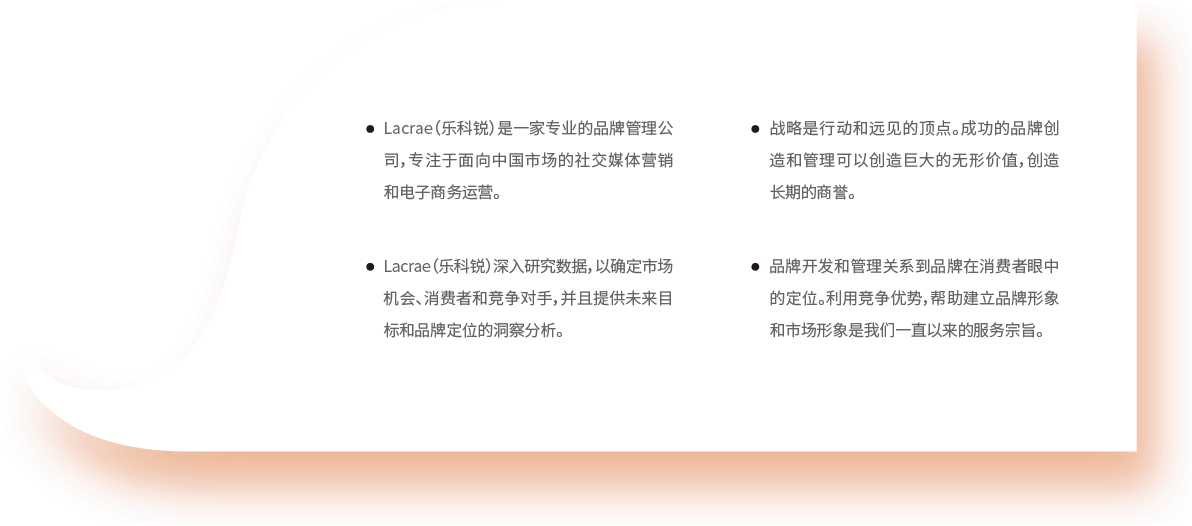 ● Lacrae（乐科锐）是一家专业的品牌管理公
司，专注于面向中国市场的社交媒体营销
和电子商务运营。
● Lacrae（乐科锐）深入研究数据，以确定市场
机会、消费者和竞争对手，并且提供未来目
标和品牌定位的洞察分析。
● 战略是行动和远见的顶点。成功的品牌创
造和管理可以创造巨大的无形价值，创造
长期的商誉。
● 品牌开发和管理关系到品牌在消费者眼中
的定位。利用竞争优势，帮助建立品牌形象
和市场形象是我们一直以来的服务宗旨。